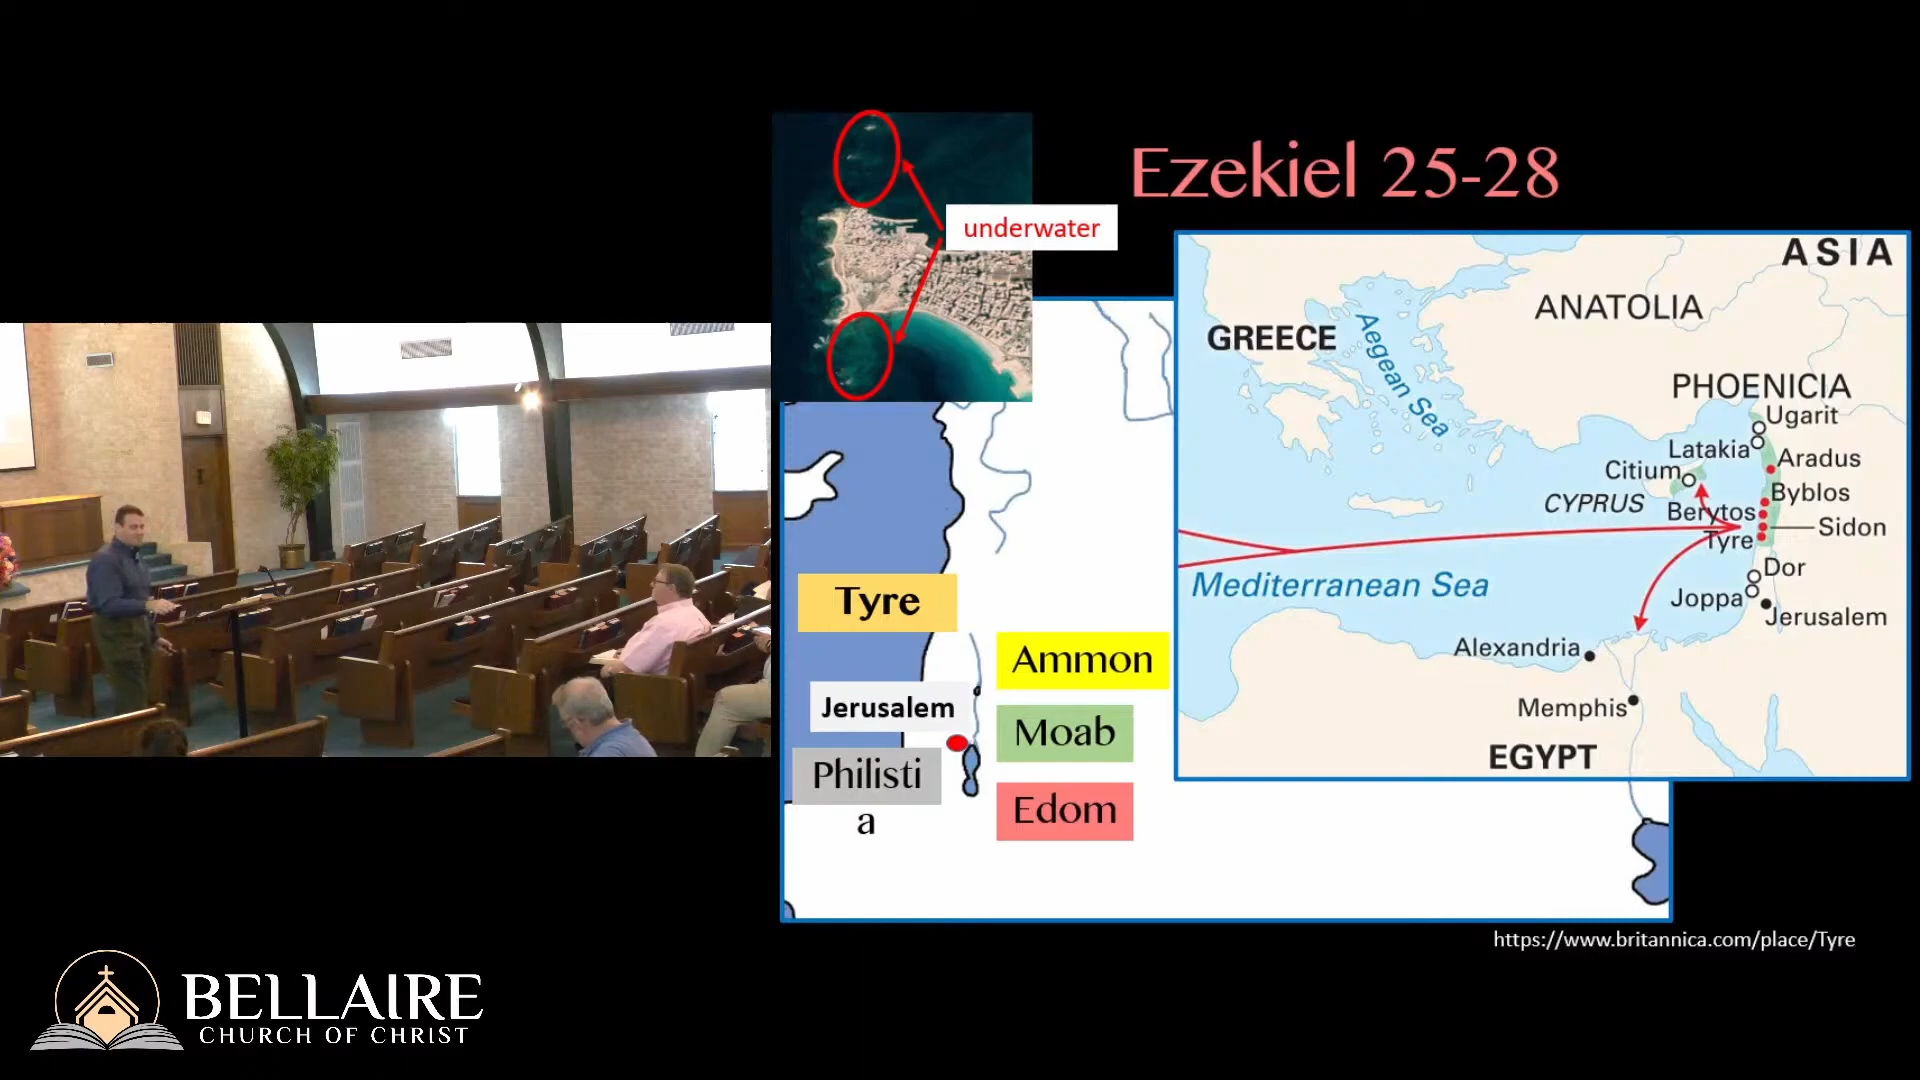 Ezekiel 25-28
underwater
ASIA
ANATOLIA
GREECE
Aegean Sea
PHOENICIA
Ugarit
Latakia
Aradus
Citium
Byblos
CYPRUS
Berytos
Sidon
Tyre
Mediterranean Sea
Dor
Joppa
Jerusalem
Alexandria
Memphis
EGYPT
Tyre
Ammon
Jerusalem
Moab
Philisti
a
Edom
https://www.britannica.com/place/Tyre
BELLAIRE
CHURCH OF CHRIST